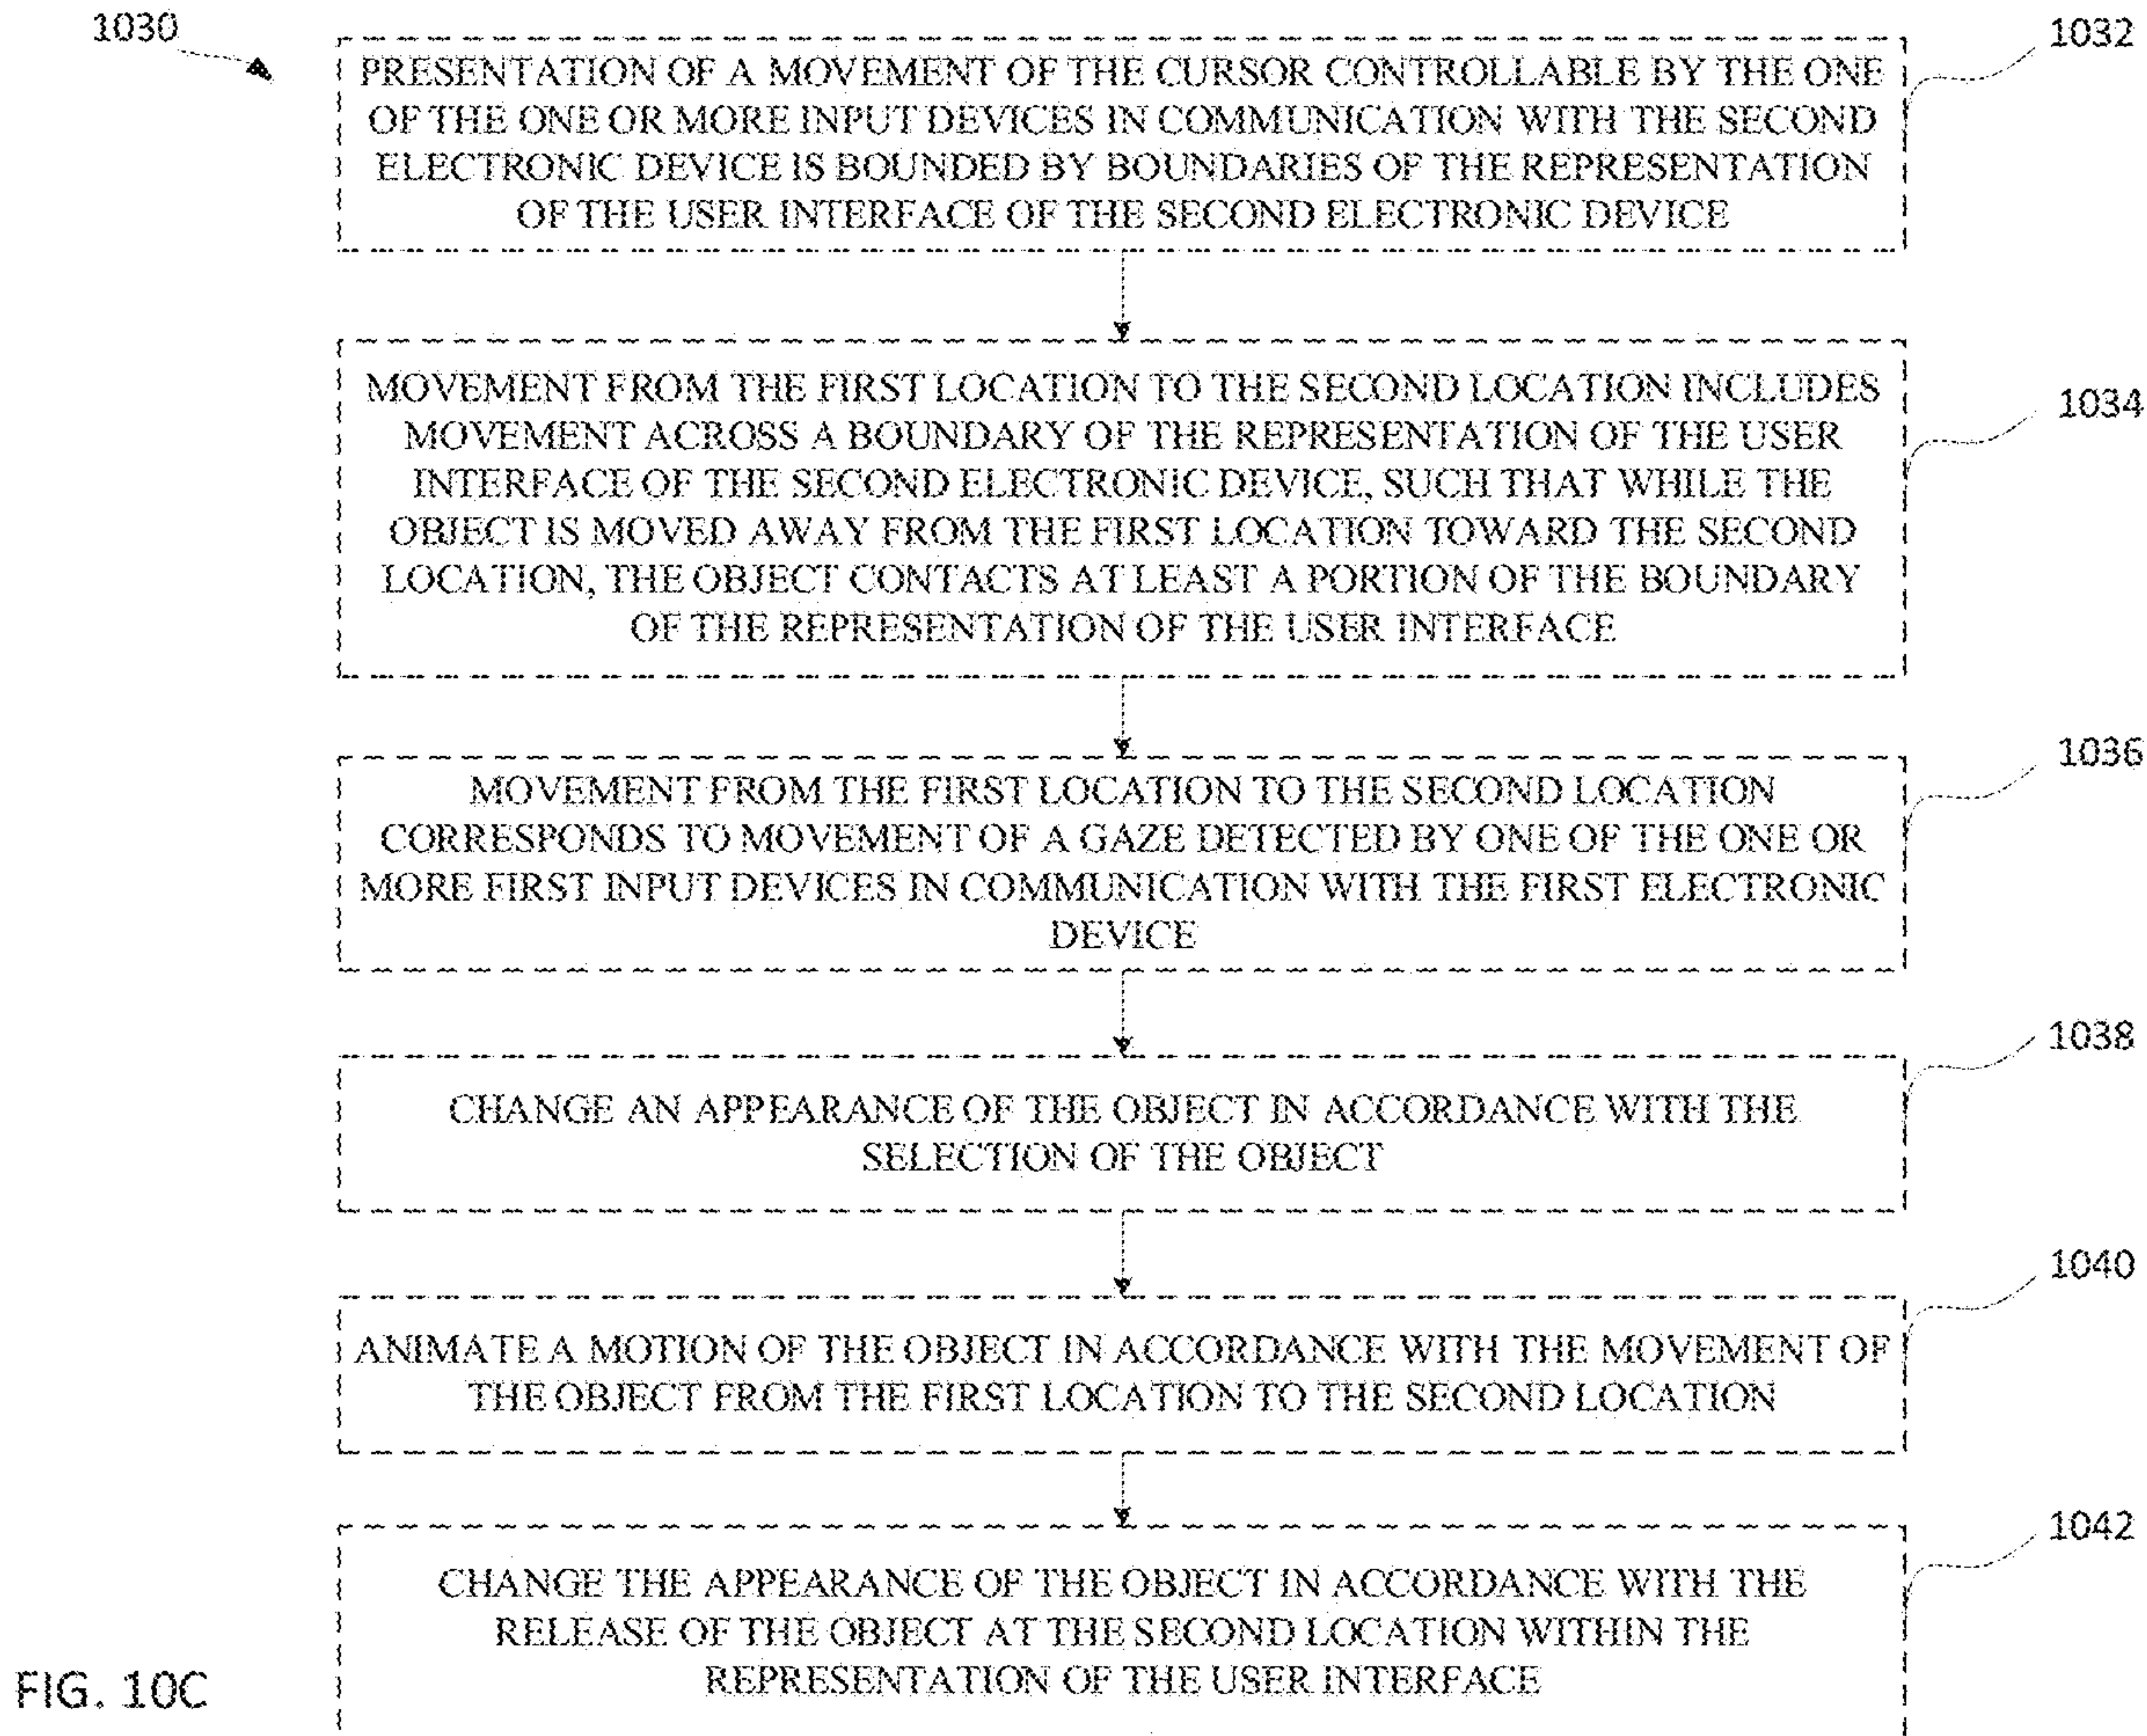 1030
1032
PRESENTATION OF A MOVEMENT OF THE CURSOR CONTROLLABLE BY THE ONE
OF THE ONE OR MORE INPUT DEVICES IN COMMUNICATION WITH THE SECOND
ELECTRONIC DEVICE IS BOUNDED BY BOUNDARIES OF THE REPRESENTATION
OF THE USER INTERFACE OF THE SECOND ELECTRONIC DEVICE
1034
MOVEMENT FROM THE FIRST LOCATION TO THE SECOND LOCATION INCLUDES
MOVEMENT ACROSS A BOUNDARY OF THE REPRESENTATION OF THE USER
INTERFACE OF THE SECOND ELECTRONIC DEVICE, SUCH THAT WHILE THE
OBJECT IS MOVED AWAY FROM THE FIRST LOCATION TOWARD THE SECOND
LOCATION, THE OBJECT CONTACTS AT LEAST A PORTION OF THE BOUNDARY
OF THE REPRESENTATION OF THE USER INTERFACE
1036
MOVEMENT FROM THE FIRST LOCATION TO THE SECOND LOCATION
CORRESPONDS TO MOVEMENT OF A GAZE DETECTED BY ONE OF THE ONE OR
MORE FIRST INPUT DEVICES IN COMMUNICATION WITH THE FIRST ELECTRONIC
DEVICE
1038
CHANGE AN APPEARANCE OF THE OBJECT IN ACCORDANCE WITH THE
SELECTION OF THE OBJECT
1040
ANIMATE A MOTION OF THE OBJECT IN ACCORDANCE WITH THE MOVEMENT OF
THE OBJECT FROM THE FIRST LOCATION TO THE SECOND LOCATION
1042
CHANGE THE APPEARANCE OF THE OBJECT IN ACCORDANCE WITH THE
RELEASE OF THE OBJECT AT THE SECOND LOCATION WITHIN THE
REPRESENTATION OF THE USER INTERFACE
FIG. 10C